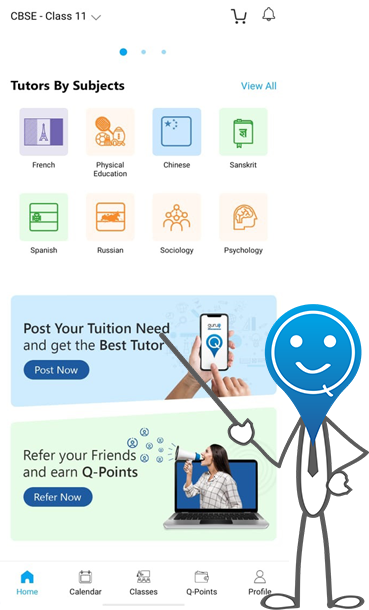 CBSE - Class 11
Tutors By Subjects
View All
French
Physical
Education
Chinese
Sanskrit
Spanish
Russian
Sociology
Psychology
Post Your Tuition Need
and get the Best Tutor
Post Now
guruq
Q
Refer your Friends
and earn Q-Points
Refer Now
Home
Calendar
Classes
Q-Points
Profile